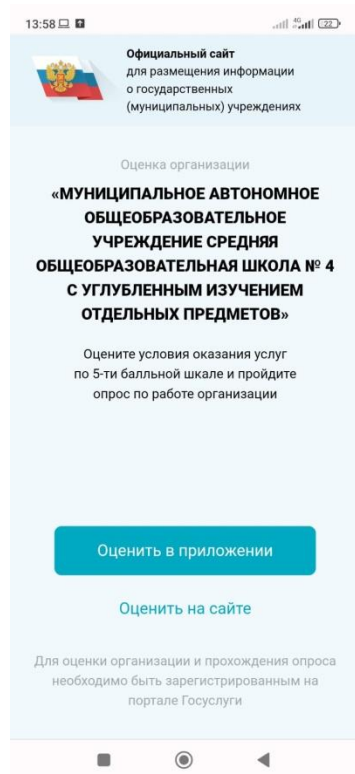 13:58
4G
22
Официальный сайт
для размещения информации
о государственных
(муниципальных) учреждениях
Оценка организации
«МУНИЦИПАЛЬНОЕ АВТОНОМНОЕ
ОБЩЕОБРАЗОВАТЕЛЬНОЕ
УЧРЕЖДЕНИЕ СРЕДНЯЯ
ОБЩЕОБРАЗОВАТЕЛЬНАЯ ШКОЛА № 4
С УГЛУБЛЕННЫМ ИЗУЧЕНИЕМ
ОТДЕЛЬНЫХ ПРЕДМЕТОВ»
Оцените условия оказания услуг
по 5-ти балльной шкале и пройдите
опрос по работе организации
Оценить в приложении
Оценить на сайте
Для оценки организации и прохождения опроса
необходимо быть зарегистрированным на
портале Госуслуги